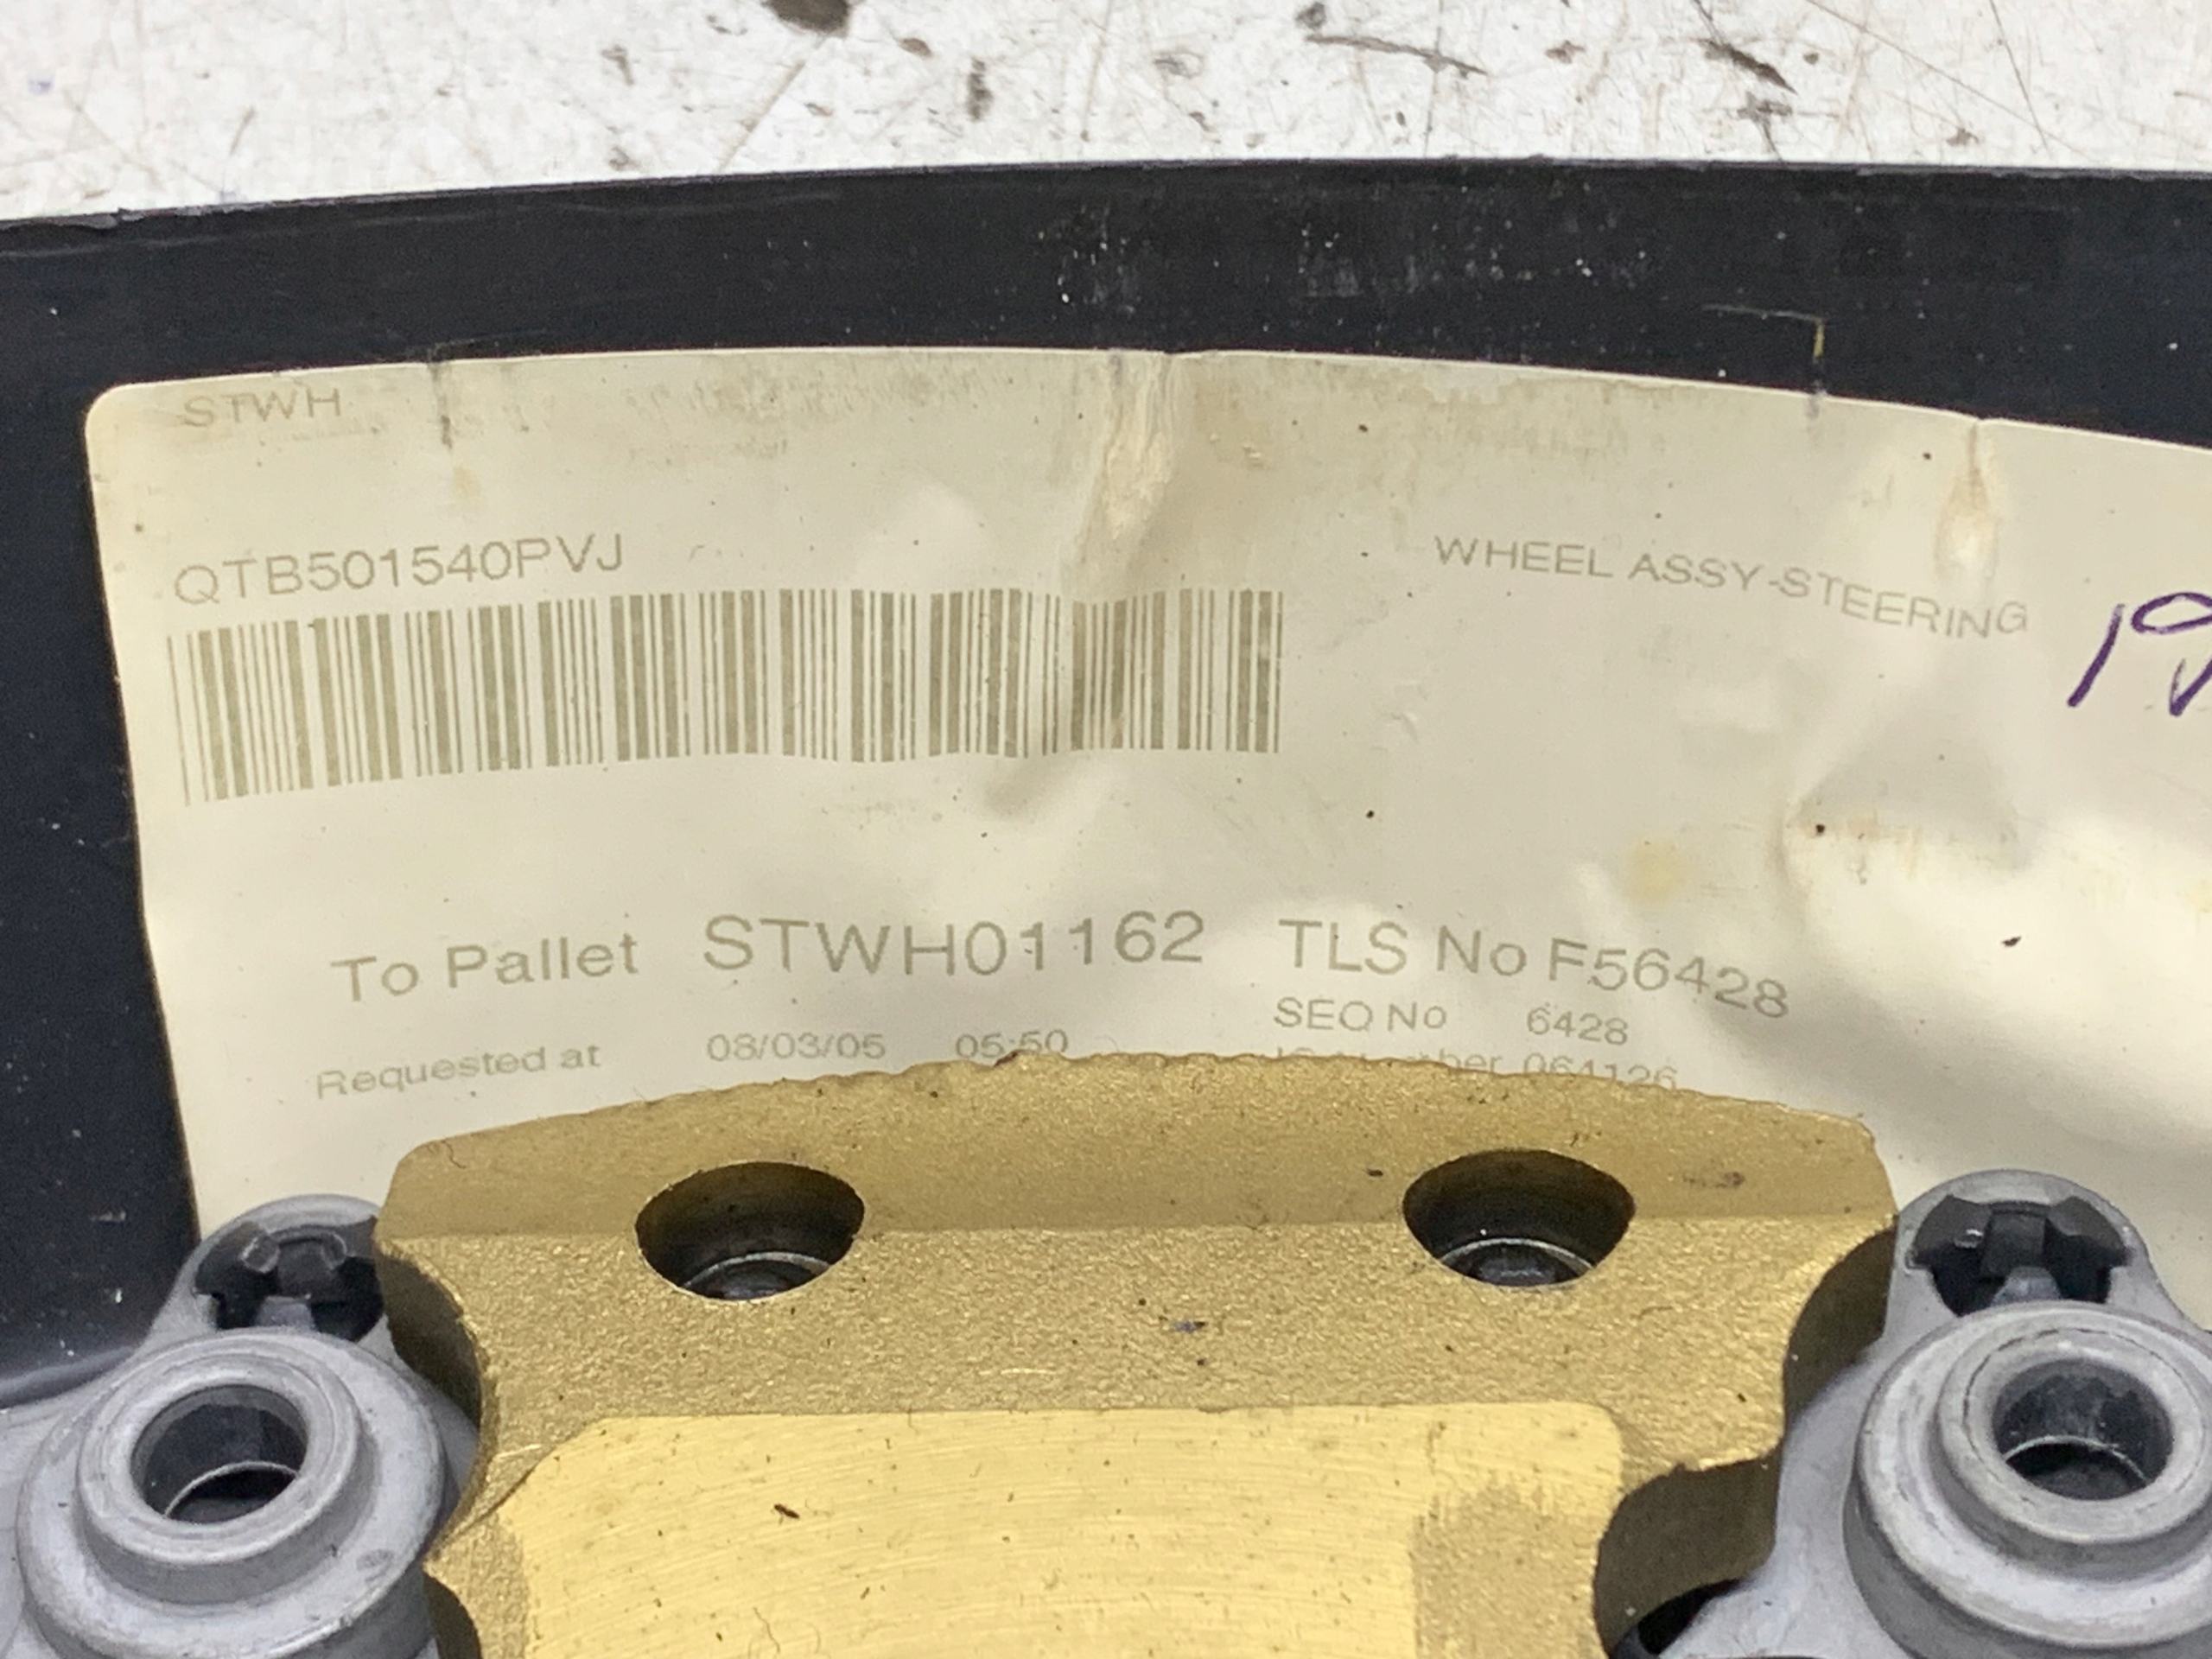 STWH
QTB501540PVJ
WHEEL ASSY-STEERING
To Pallet STWH01162 TLS No F56428
SEQ No 6428
Requested at 08/03/05 05:50
064126